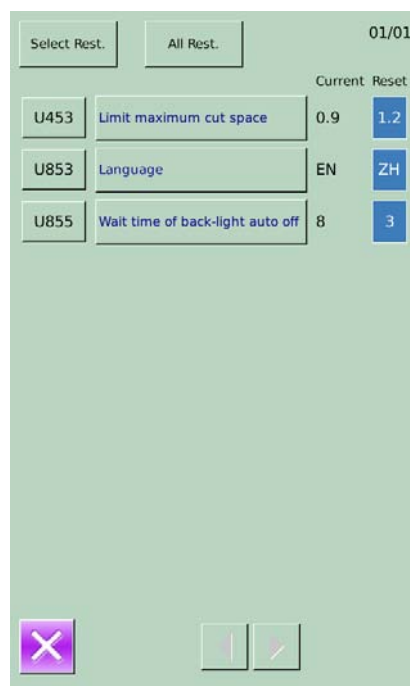 Select Rest. All Rest. 01/01
Current Reset
U453 Limit maximum cut space 0.9 1.2
U853 Language EN ZH
U855 Wait time of back-light auto off 8 3